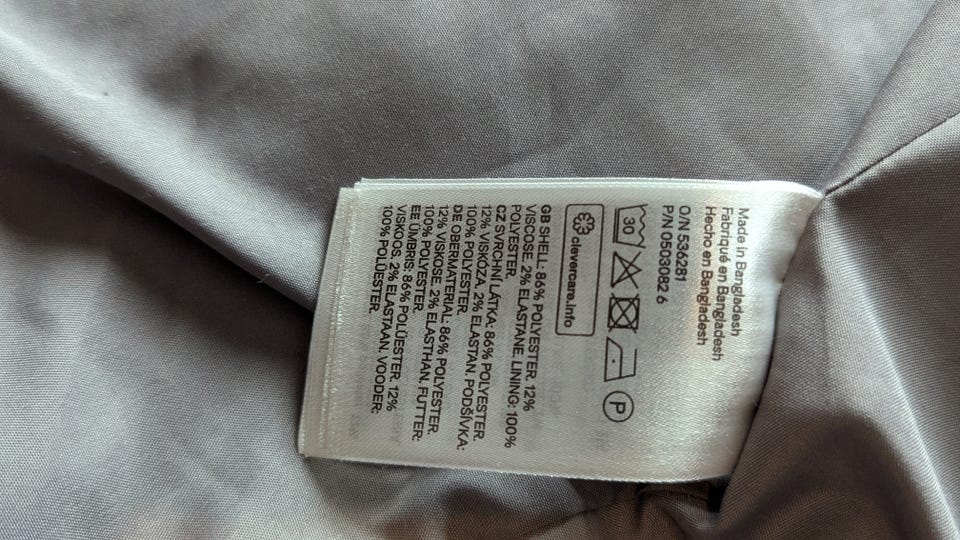 Made in Bangladesh
Fabriqué en Bangladesh
Hecho en Bangladesh
O/N 536281
P/N 0503082 6
30
P
clevercare.info
GB SHELL: 86% POLYESTER. 12%
VISCOSE. 2% ELASTANE. LINING: 100%
POLYESTER.
CZ SVRCHNÍ LÁTKA: 86% POLYESTER.
12% VISKÓZA. 2% ELASTAN. PODŠÍVKA:
100% POLYESTER.
DE OBERMATERIAL: 86% POLYESTER.
12% VISKOSE. 2% ELASTHAN. FUTTER:
100% POLYESTER.
EE ÜMBRIS: 86% POLÜESTER. 12%
VISKOOS. 2% ELASTAAN. VOODER:
100% POLÜESTER.